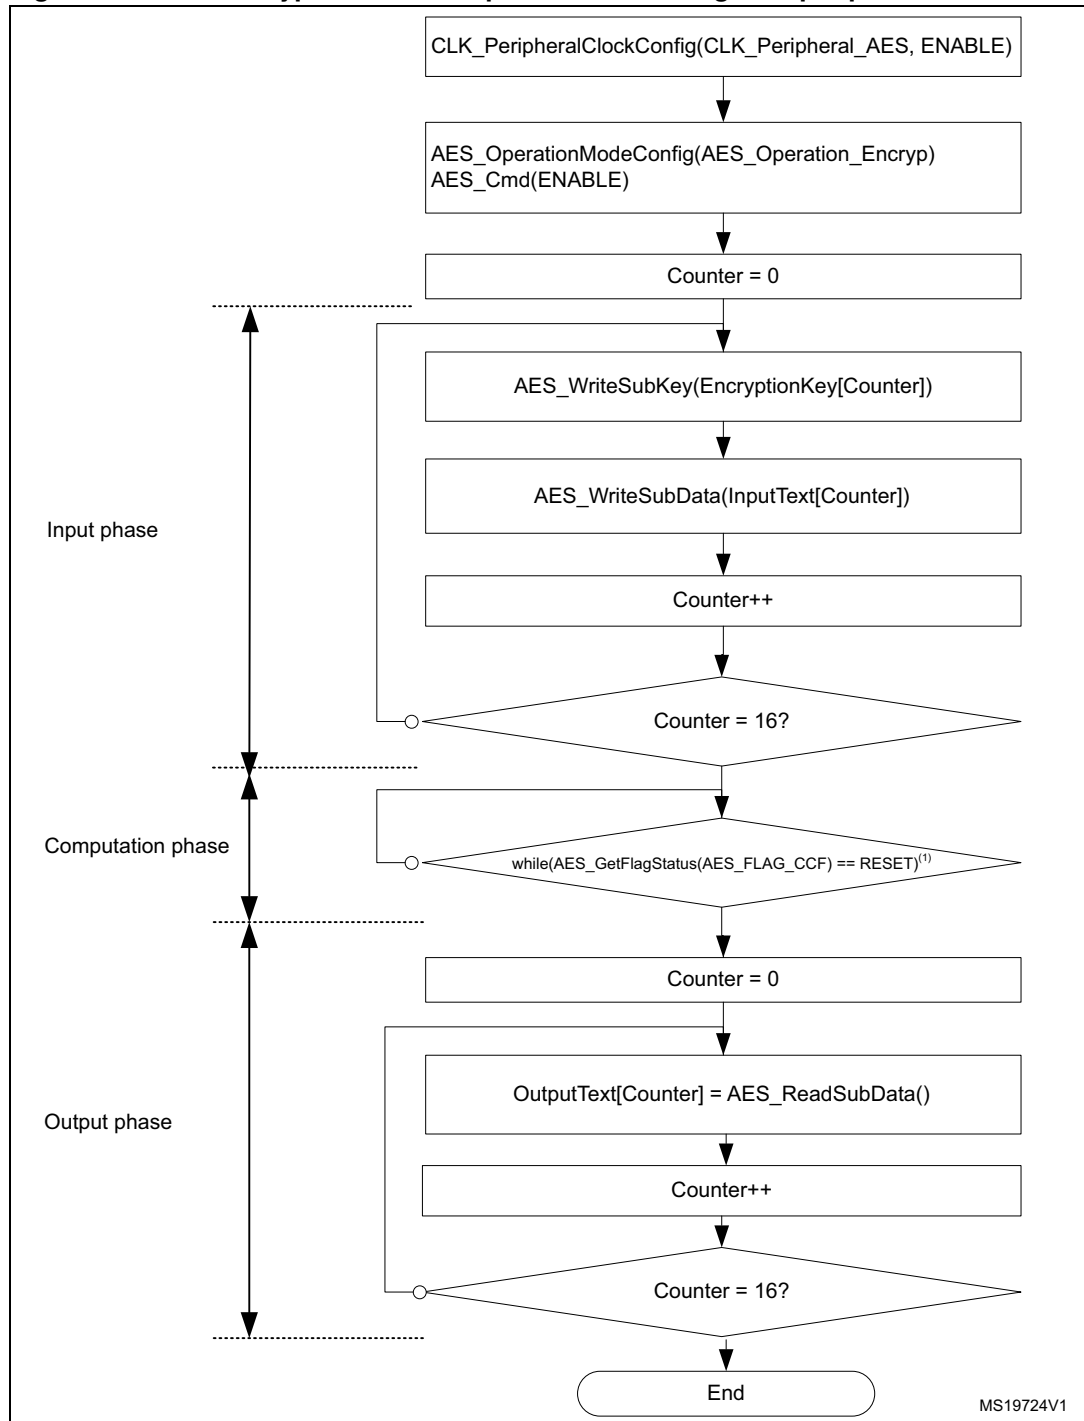 CLK_PeripheralClockConfig(CLK_Peripheral_AES, ENABLE)
AES_OperationModeConfig(AES_Operation_Encryp)
AES_Cmd(ENABLE)
Counter = 0
AES_WriteSubKey(EncryptionKey[Counter])
AES_WriteSubData(InputText[Counter])
Input phase
Counter++
Counter = 16?
Computation phase
while(AES_GetFlagStatus(AES_FLAG_CCF) == RESET)(1)
Counter = 0
OutputText[Counter] = AES_ReadSubData()
Output phase
Counter++
Counter = 16?
End
MS19724V1